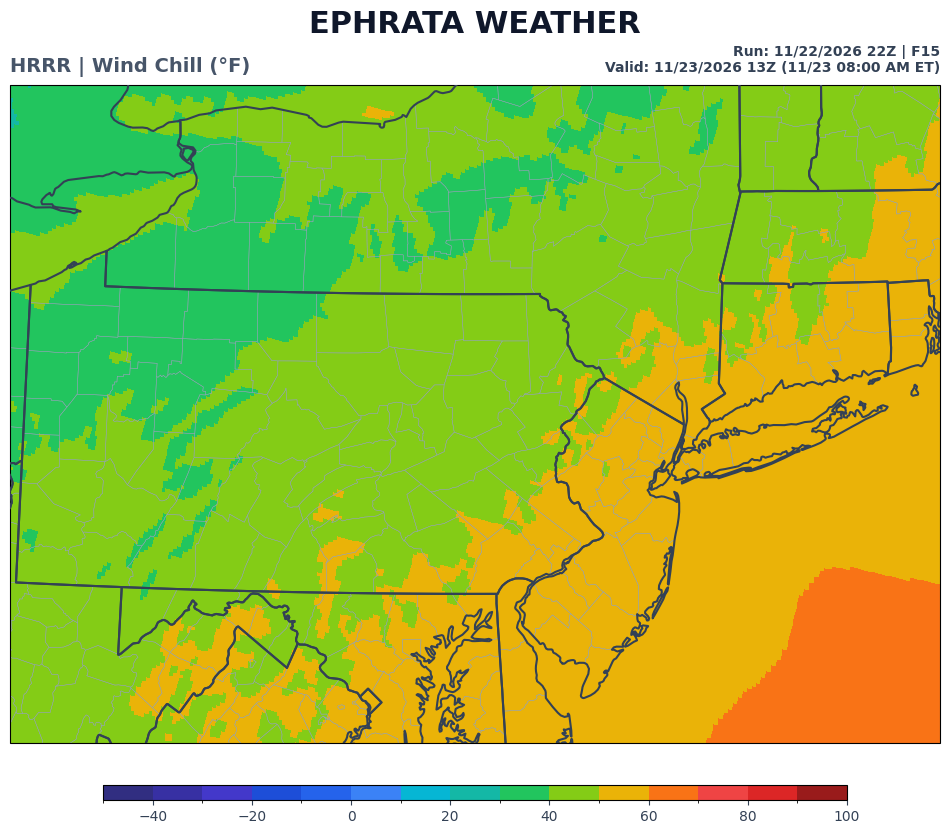 EPHRATA WEATHER
HRRR | Wind Chill (°F)
Run: 11/22/2026 22Z | F15
Valid: 11/23/2026 13Z (11/23 08:00 AM ET)
−40 −20 0 20 40 60 80 100